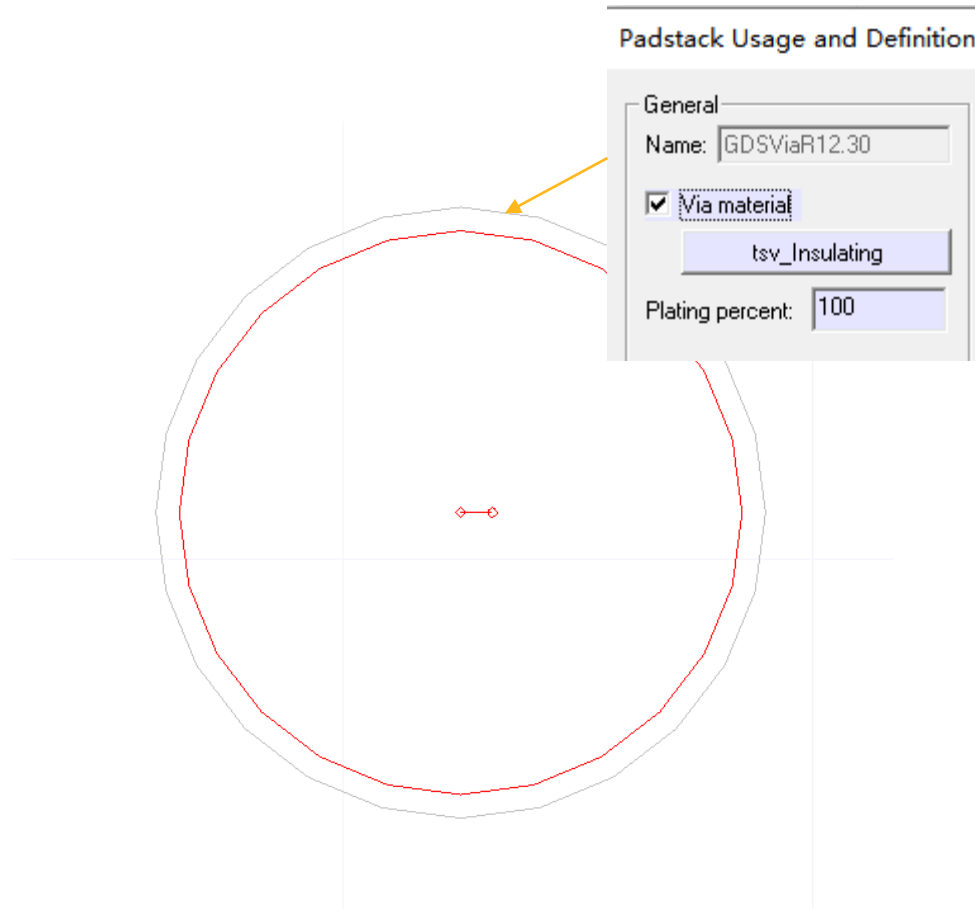 Padstack Usage and Definition
General
Name: GDSViaR12.30
Via material
tsv_Insulating
Plating percent: 100